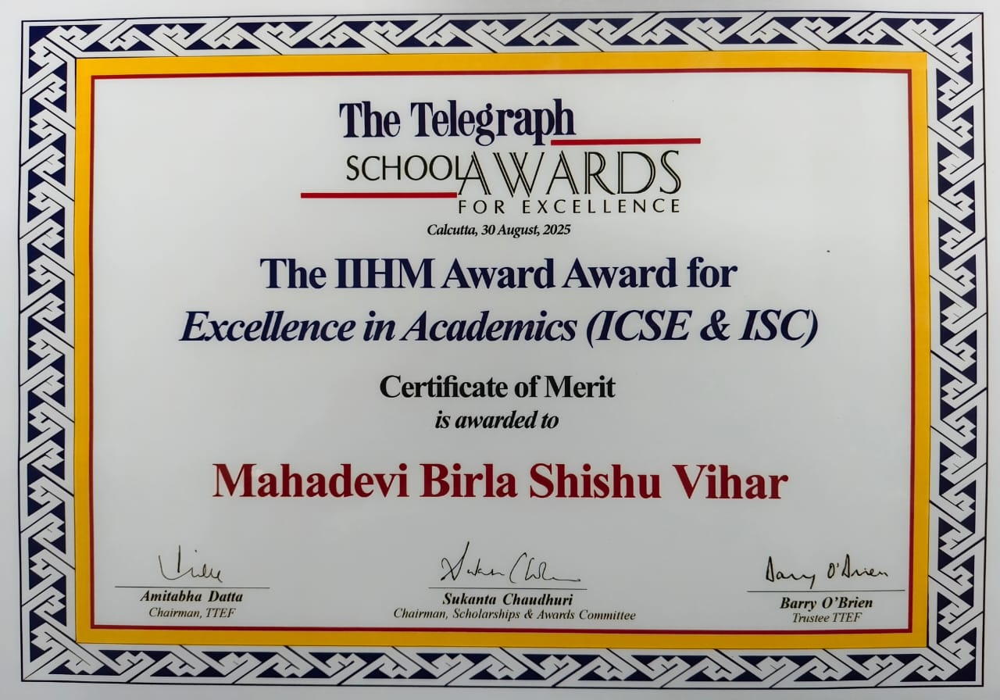 The Telegraph
SCHOOL AWARDS
FOR EXCELLENCE
Calcutta, 30 August, 2025
The IIHM Award Award for
Excellence in Academics (ICSE & ISC)
Certificate of Merit
is awarded to
Mahadevi Birla Shishu Vihar
Barry O'Brien
Amitabha Datta
Chairman, TTEF
Sukanta Chaudhuri
Chairman, Scholarships & Awards Committee
Barry O'Brien
Trustee TTEF